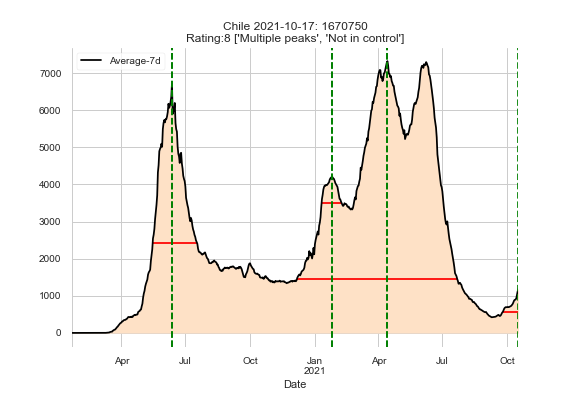 Chile 2021-10-17: 1670750
Rating:8 ['Multiple peaks', 'Not in control']
Average-7d
7000
6000
5000
4000
3000
2000
1000
0
Apr Jul Oct Jan Apr Jul Oct
2021
Date